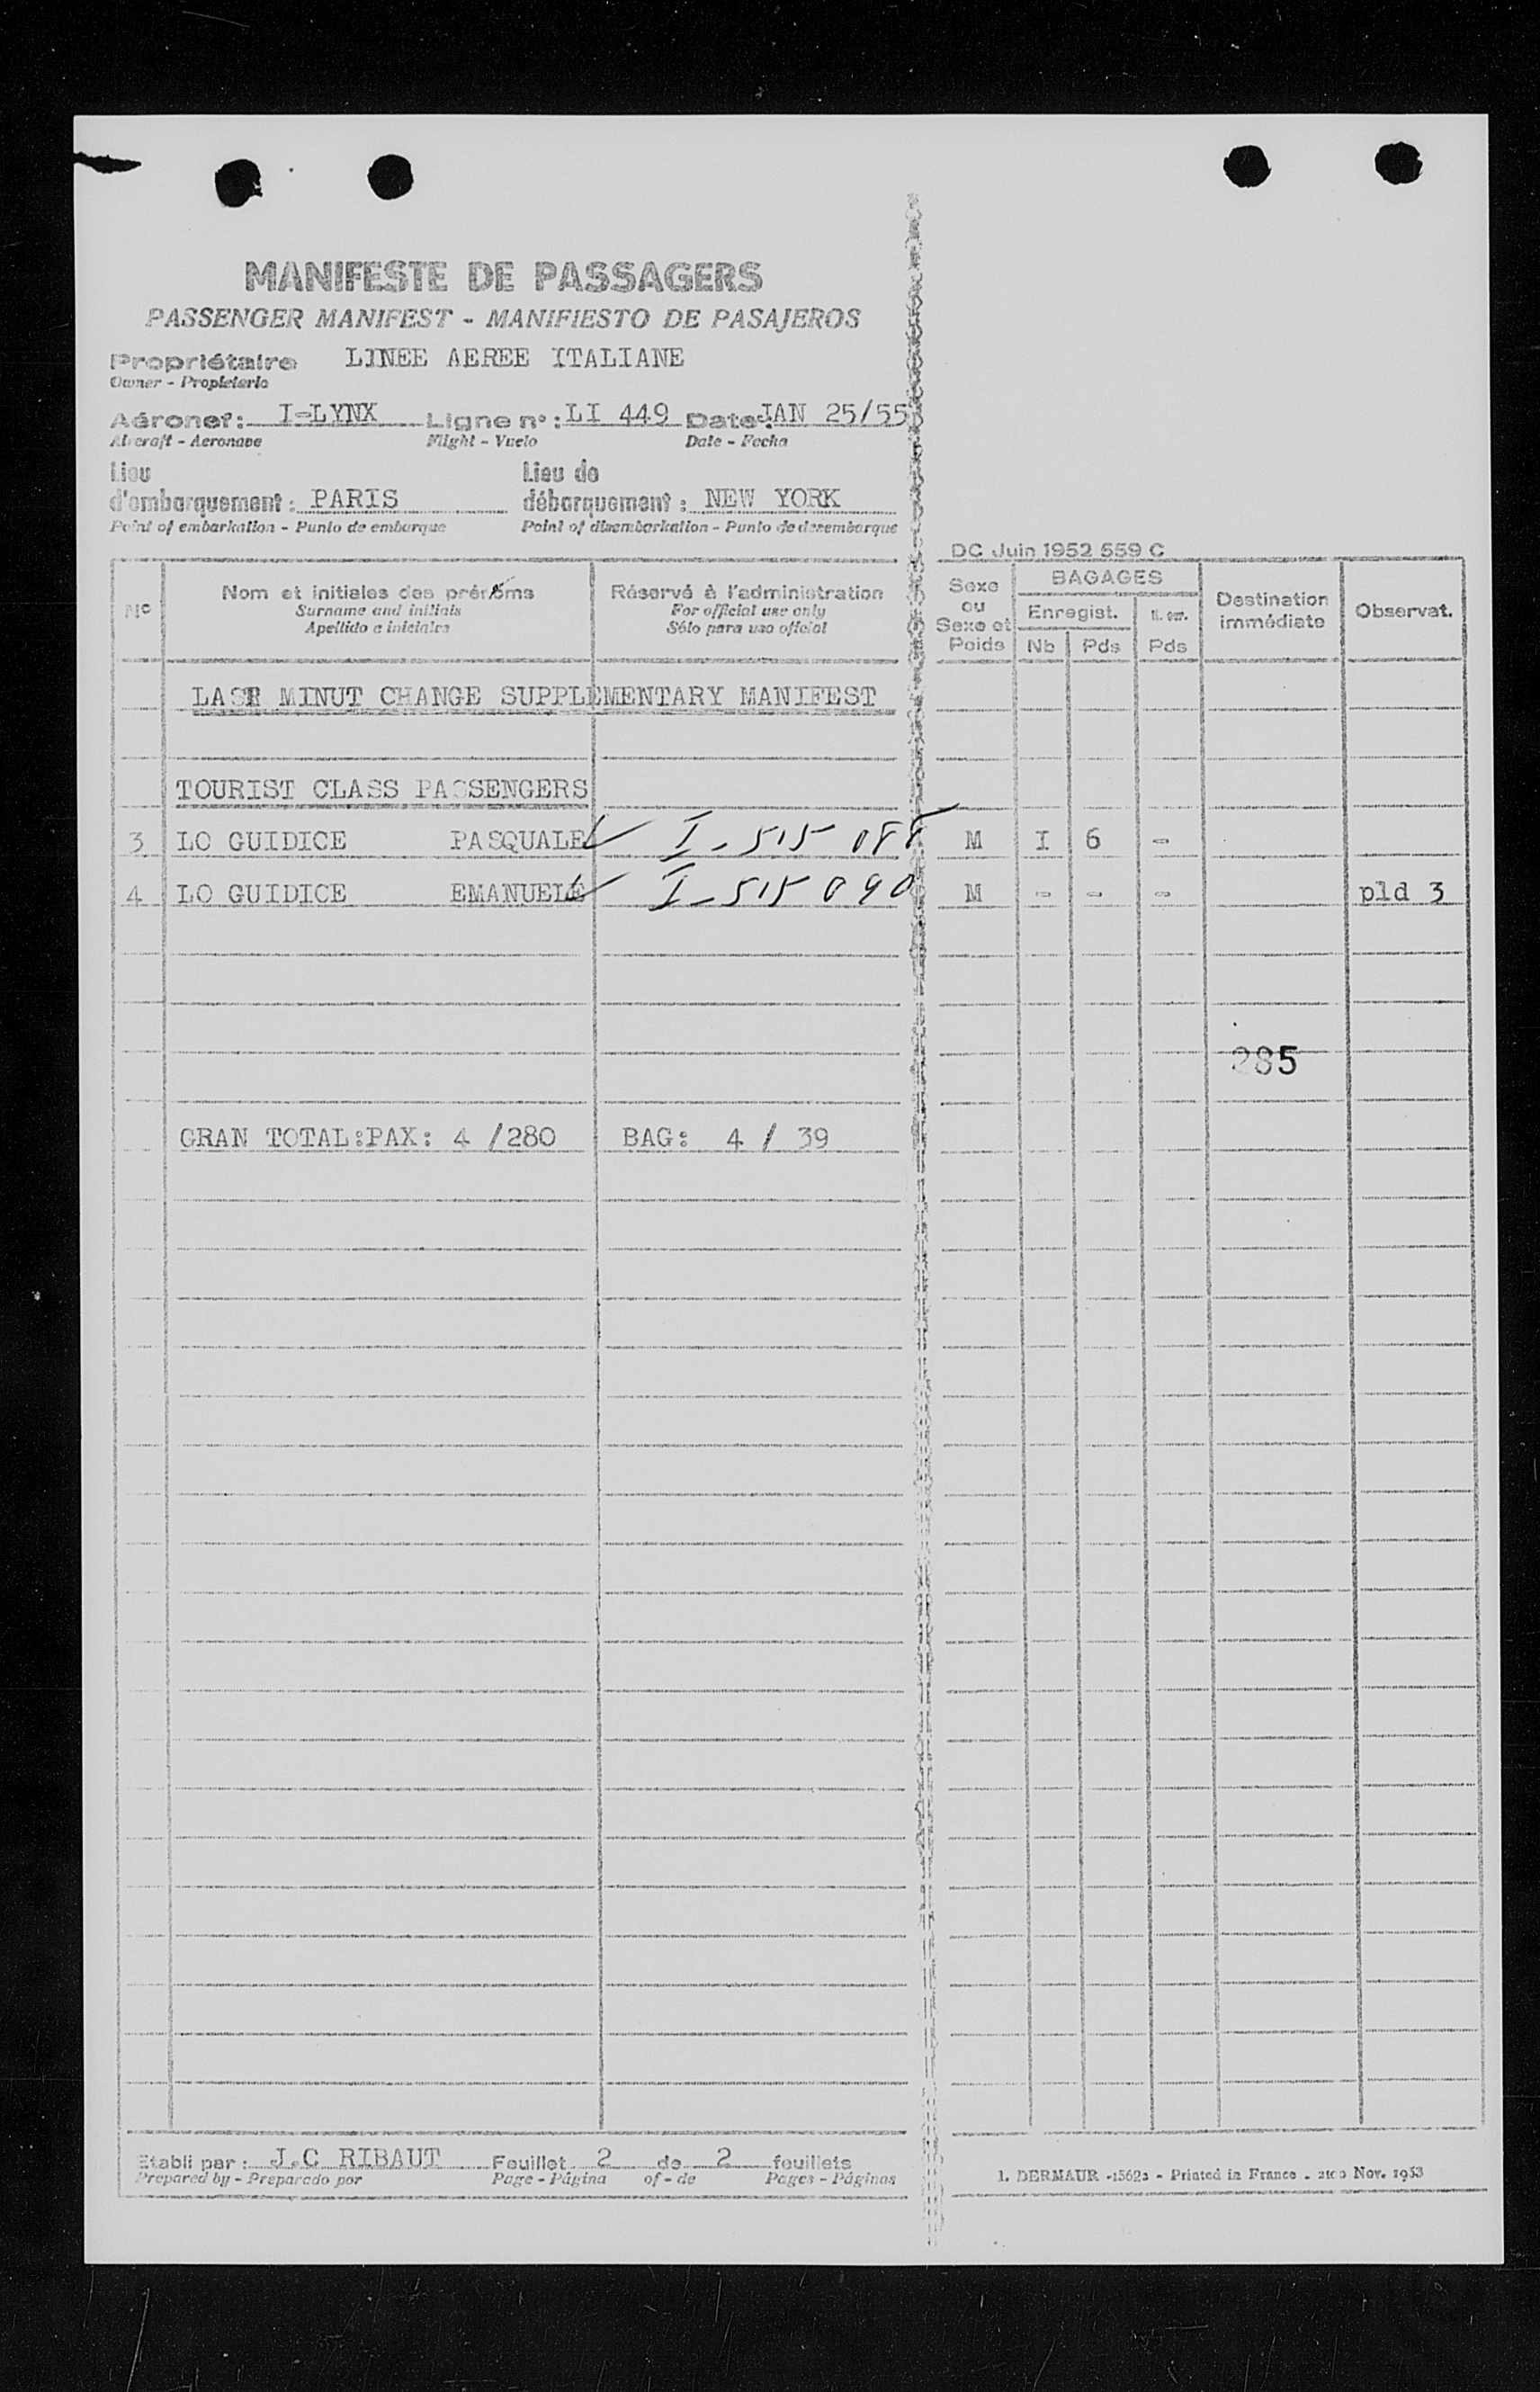 MANIFESTE DE PASSAGERS
PASSENGER MANIFEST - MANIFIESTO DE PASAJEROS
Propriétaire LINEE AEREE ITALIANE
Owner - Propietario
Aéronef: I-LYNX Ligne n°: LI 449 Date: JAN 25/55
Aircraft - Aeronave Flight - Vuelo Date - Fecha
Lieu d'embarquement: PARIS Lieu de débarquement: NEW YORK
Point of embarkation - Punto de embarque Point of disembarkation - Punto de desembarque
DC Juin 1952 559 C
N° Nom et initiales des prénoms Réservé à l'administration Sexe ou Sexe et Poids BAGAGES Destination immédiate Observat.
Surname and initials For official use only Enregist.
Apellido e iniciales Sólo para uso oficial Nb Pds Pds
LAST MINUT CHANGE SUPPLEMENTARY MANIFEST
TOURIST CLASS PASSENGERS
3 LO GUIDICE PASQUALE I-515 088 M I 6 -
4 LO GUIDICE EMANUELE I-515 090 M - - - pld 3
285
GRAN TOTAL:PAX: 4 /280 BAG: 4 / 39
Etabli par: J.C RIBAUT Feuillet 2 de 2 feuillets
Prepared by - Preparado por Page - Página of - de Pages - Páginas
I. DERMAUR - Printed in France - Nov. 1953